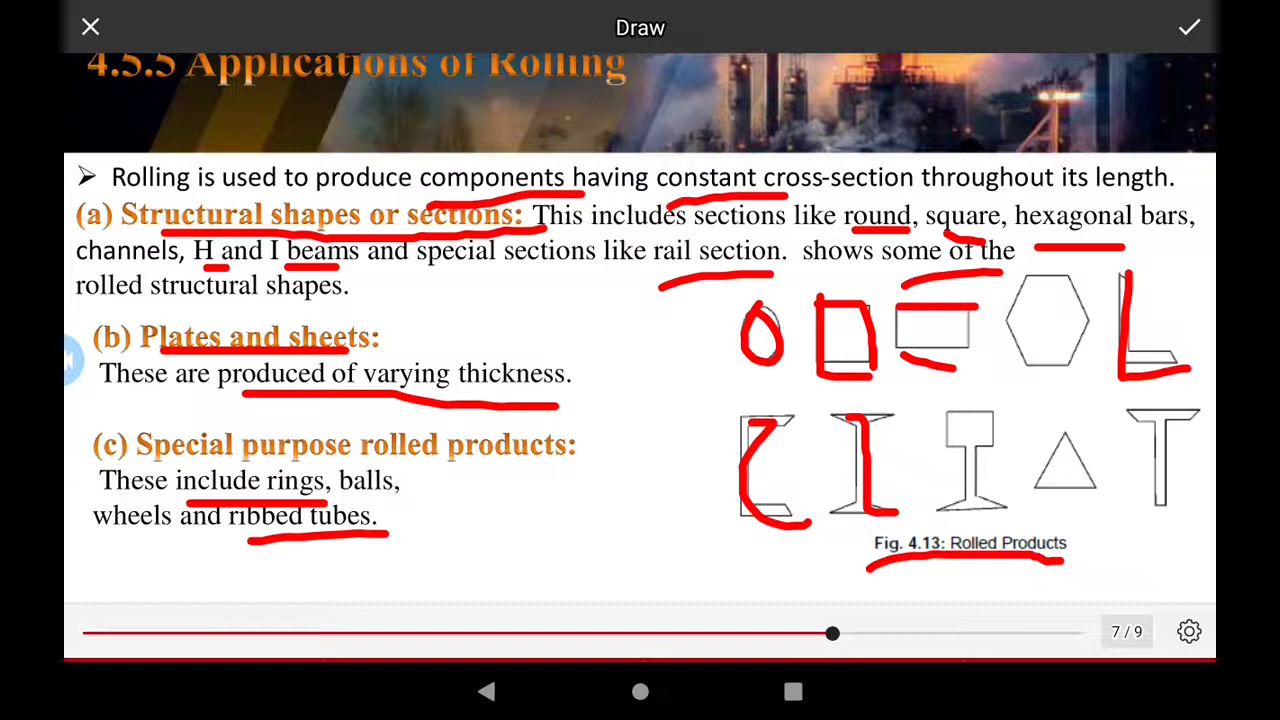 Draw
4.5.5 Applications of Rolling
➤ Rolling is used to produce components having constant cross-section throughout its length.
(a) Structural shapes or sections: This includes sections like round, square, hexagonal bars,
channels, H and I beams and special sections like rail section. shows some of the
rolled structural shapes.
(b) Plates and sheets:
These are produced of varying thickness.
(c) Special purpose rolled products:
These include rings, balls,
wheels and ribbed tubes.
Fig. 4.13: Rolled Products
7 / 9